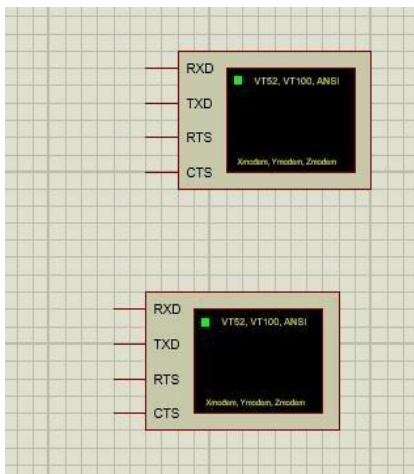 RXD
VT52, VT100, ANSI
TXD
RTS
Xmodem, Ymodem, Zmodem
CTS
RXD
VT52, VT100, ANSI
TXD
RTS
Xmodem, Ymodem, Zmodem
CTS